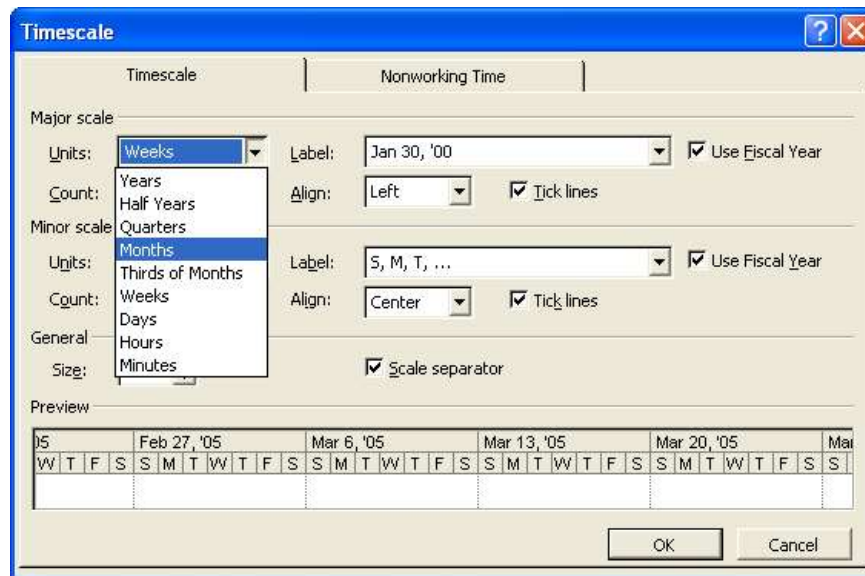 Timescale
Timescale Nonworking Time
Major scale
Units: Weeks Label: Jan 30, '00 Use Fiscal Year
Count: Align: Left Tick lines
Years
Half Years
Quarters
Months
Thirds of Months
Weeks
Days
Hours
Minutes
Minor scale
Units: Label: S, M, T, ... Use Fiscal Year
Count: Align: Center Tick lines
General
Size: Scale separator
Preview
05 Feb 27, '05 Mar 6, '05 Mar 13, '05 Mar 20, '05 Mar
W T F S S M T W T F S S M T W T F S S M T W T F S S M T W T F S S
OK Cancel